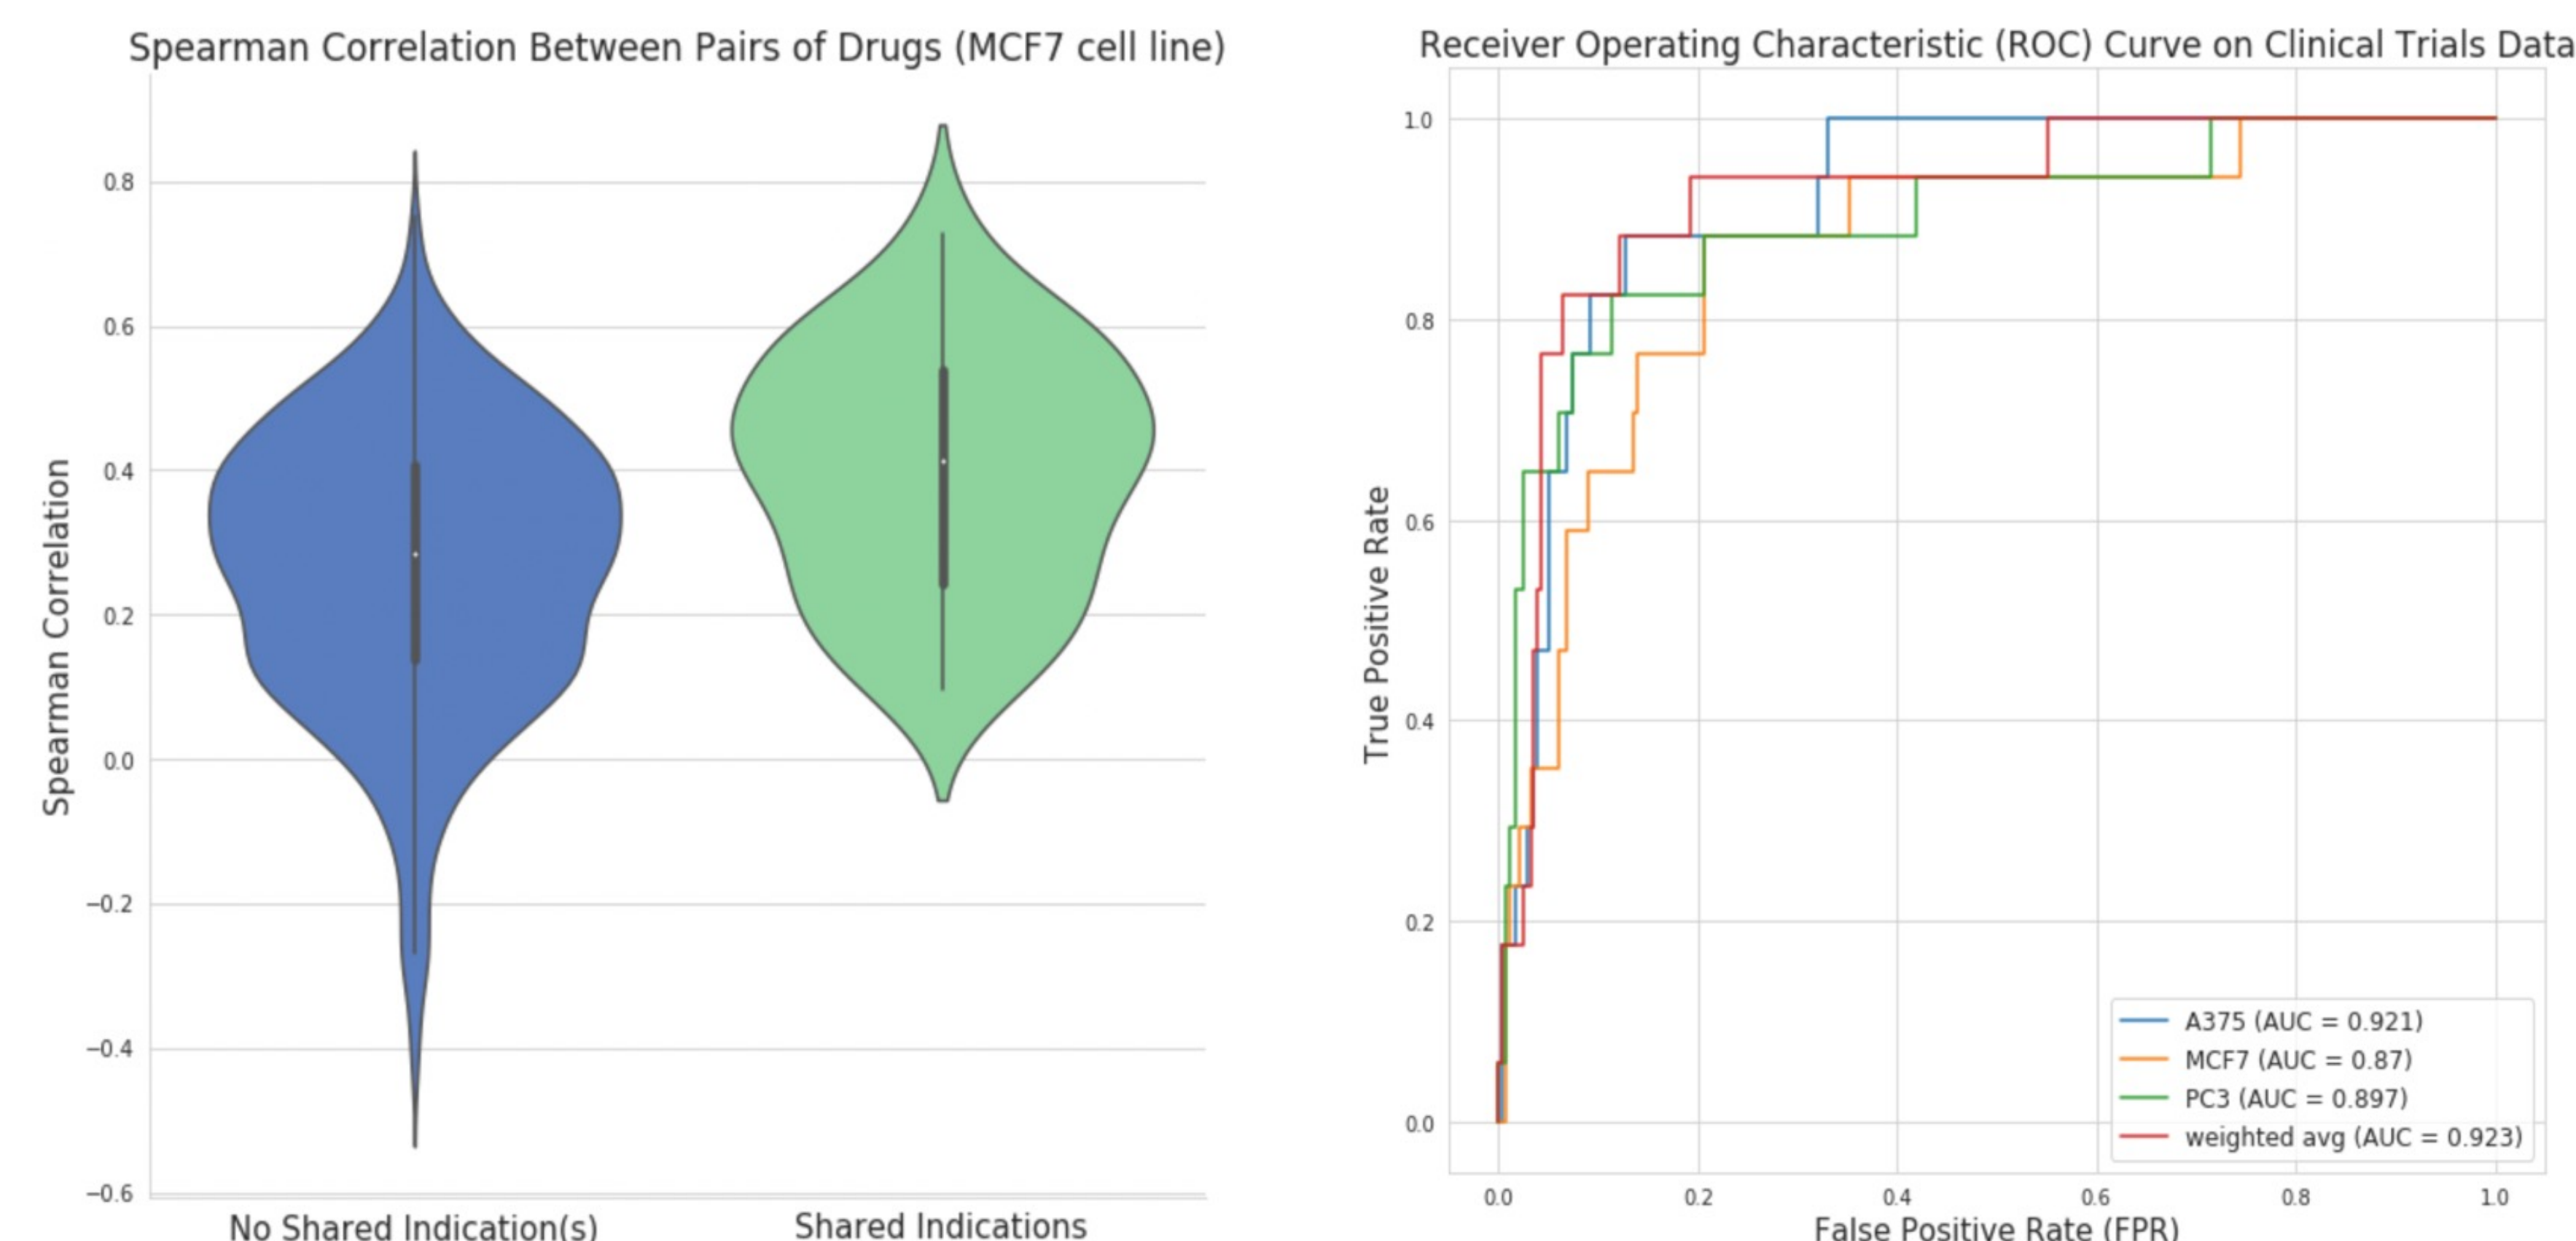 Spearman Correlation Between Pairs of Drugs (MCF7 cell line)
Spearman Correlation
0.8
0.6
0.4
0.2
0.0
−0.2
−0.4
−0.6
No Shared Indication(s)
Shared Indications
Receiver Operating Characteristic (ROC) Curve on Clinical Trials Data
True Positive Rate
1.0
0.8
0.6
0.4
0.2
0.0
A375 (AUC = 0.921)
MCF7 (AUC = 0.87)
PC3 (AUC = 0.897)
weighted avg (AUC = 0.923)
0.0 0.2 0.4 0.6 0.8 1.0
False Positive Rate (FPR)